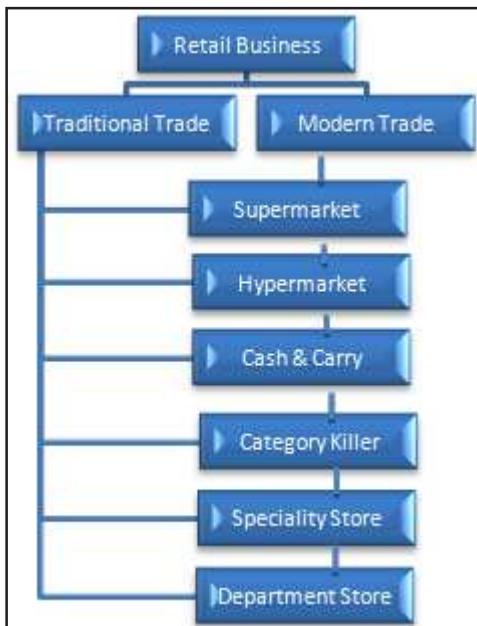 Retail Business
Traditional Trade
Modern Trade
Supermarket
Hypermarket
Cash & Carry
Category Killer
Speciality Store
Department Store